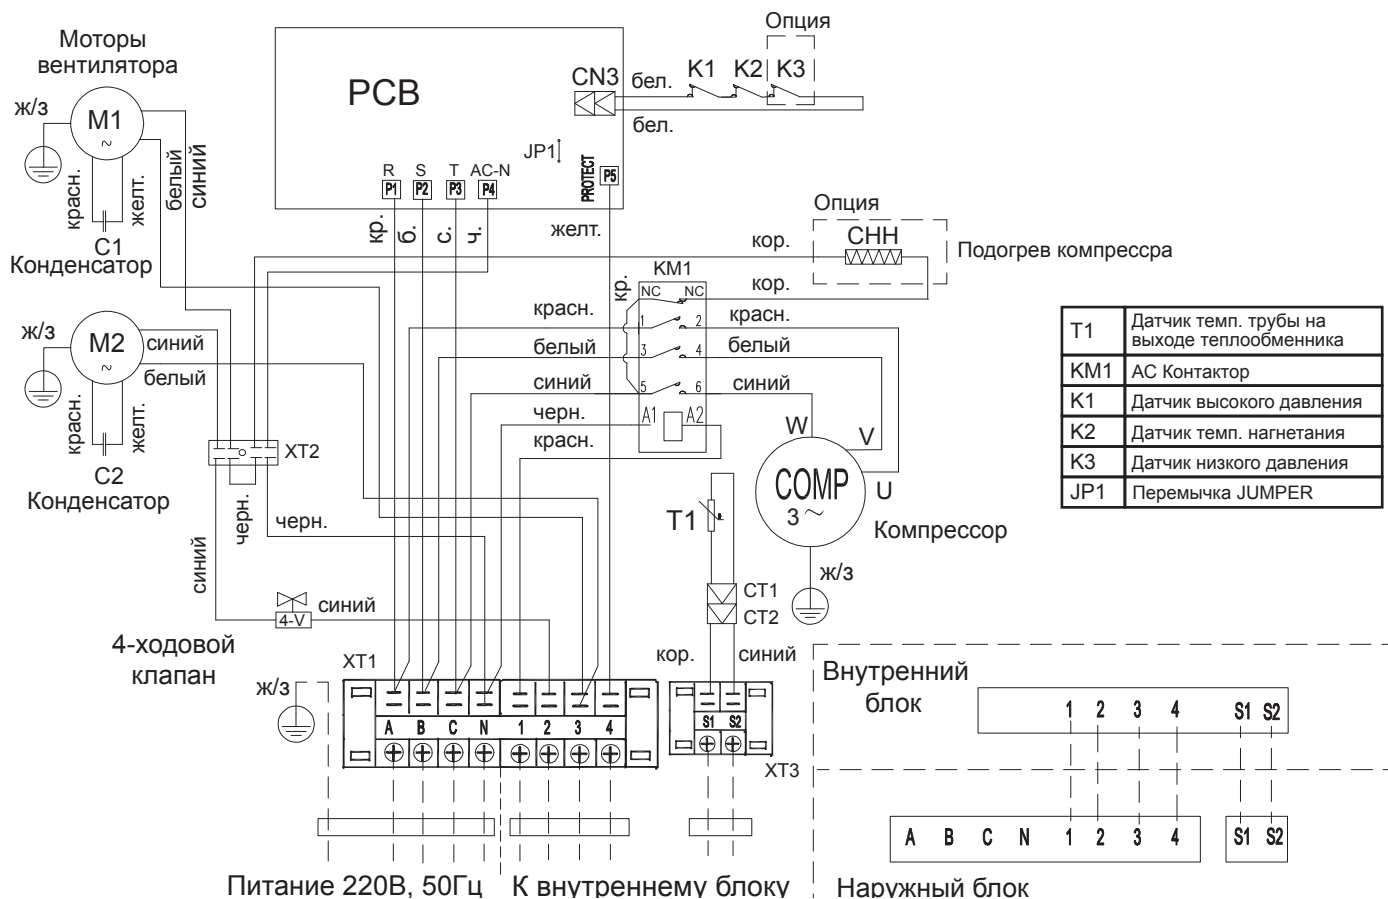 Опция
Моторы
вентилятора
PCB
CN3
бел.
K1
K2
K3
бел.
ж/з
M1
~
JP1
PROTECT
P5
R
S
T
AC-N
P1
P2
P3
P4
красн.
желт.
белый
синий
C1
Конденсатор
кр.
б.
с.
ч.
желт.
Опция
кор.
CHH
Подогрев компрессра
KM1
кор.
кр.
NC
NC
красн.
1
2
красн.
белый
3
4
белый
синий
5
6
синий
черн.
A1
A2
красн.
ж/з
M2
~
синий
белый
красн.
желт.
C2
Конденсатор
XT2
черн.
черн.
синий
W
V
U
COMP
3 ~
Компрессор
ж/з
T1
CT1
CT2
кор.
синий
T1
Датчик темп. трубы на
выходе теплообменника
KM1
АС Контактор
K1
Датчик высокого давления
K2
Датчик темп. нагнетания
K3
Датчик низкого давления
JP1
Перемычка JUMPER
4-V
синий
4-ходовой
клапан
XT1
ж/з
A B C N 1 2 3 4
S1 S2
XT3
Внутренний
блок
1 2 3 4 S1 S2
A B C N 1 2 3 4 S1 S2
Питание 220В, 50Гц
К внутреннему блоку
Наружный блок